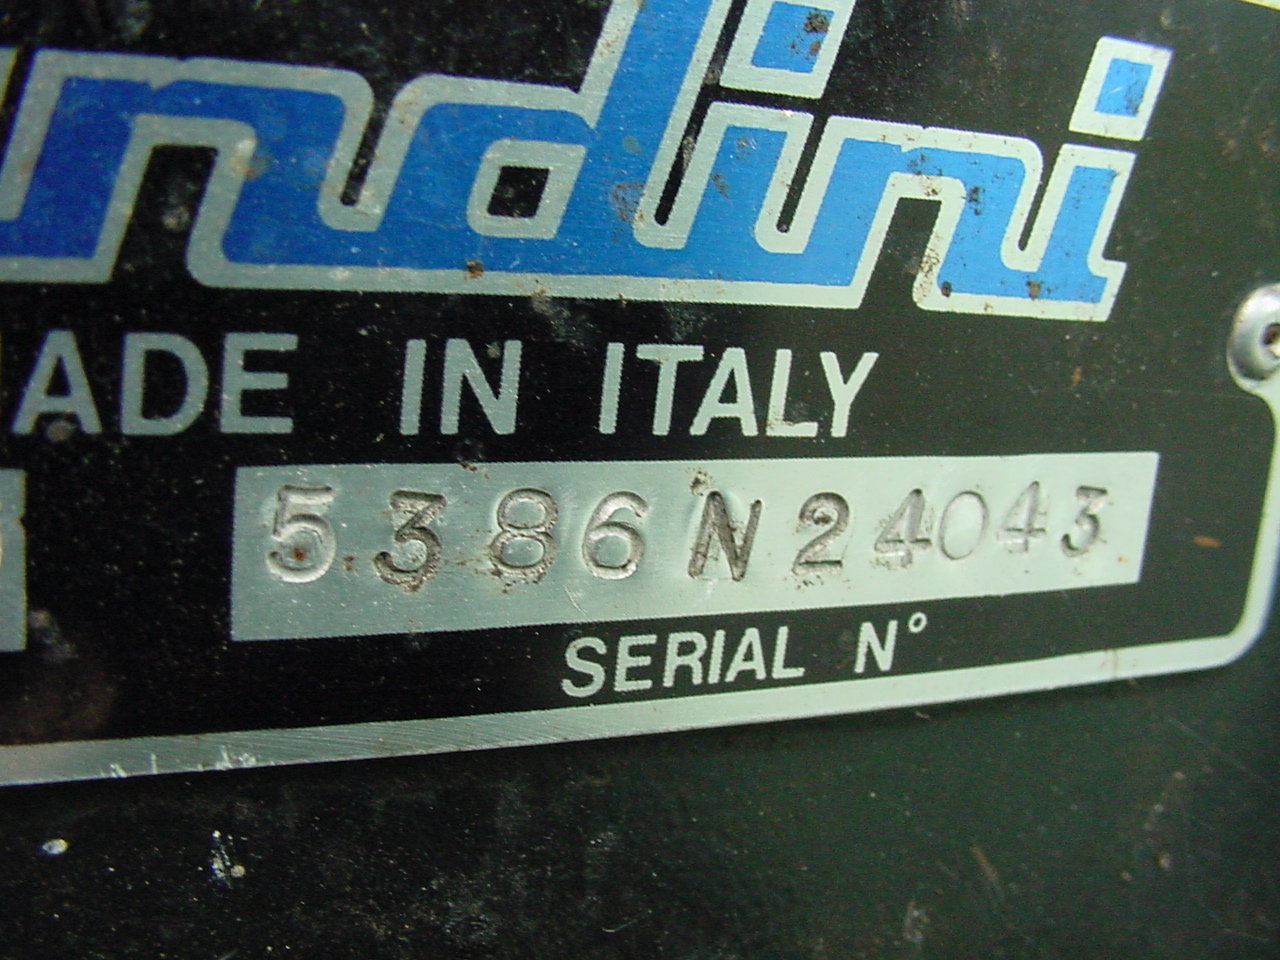 ndini
ADE IN ITALY
5386N24043
SERIAL N°